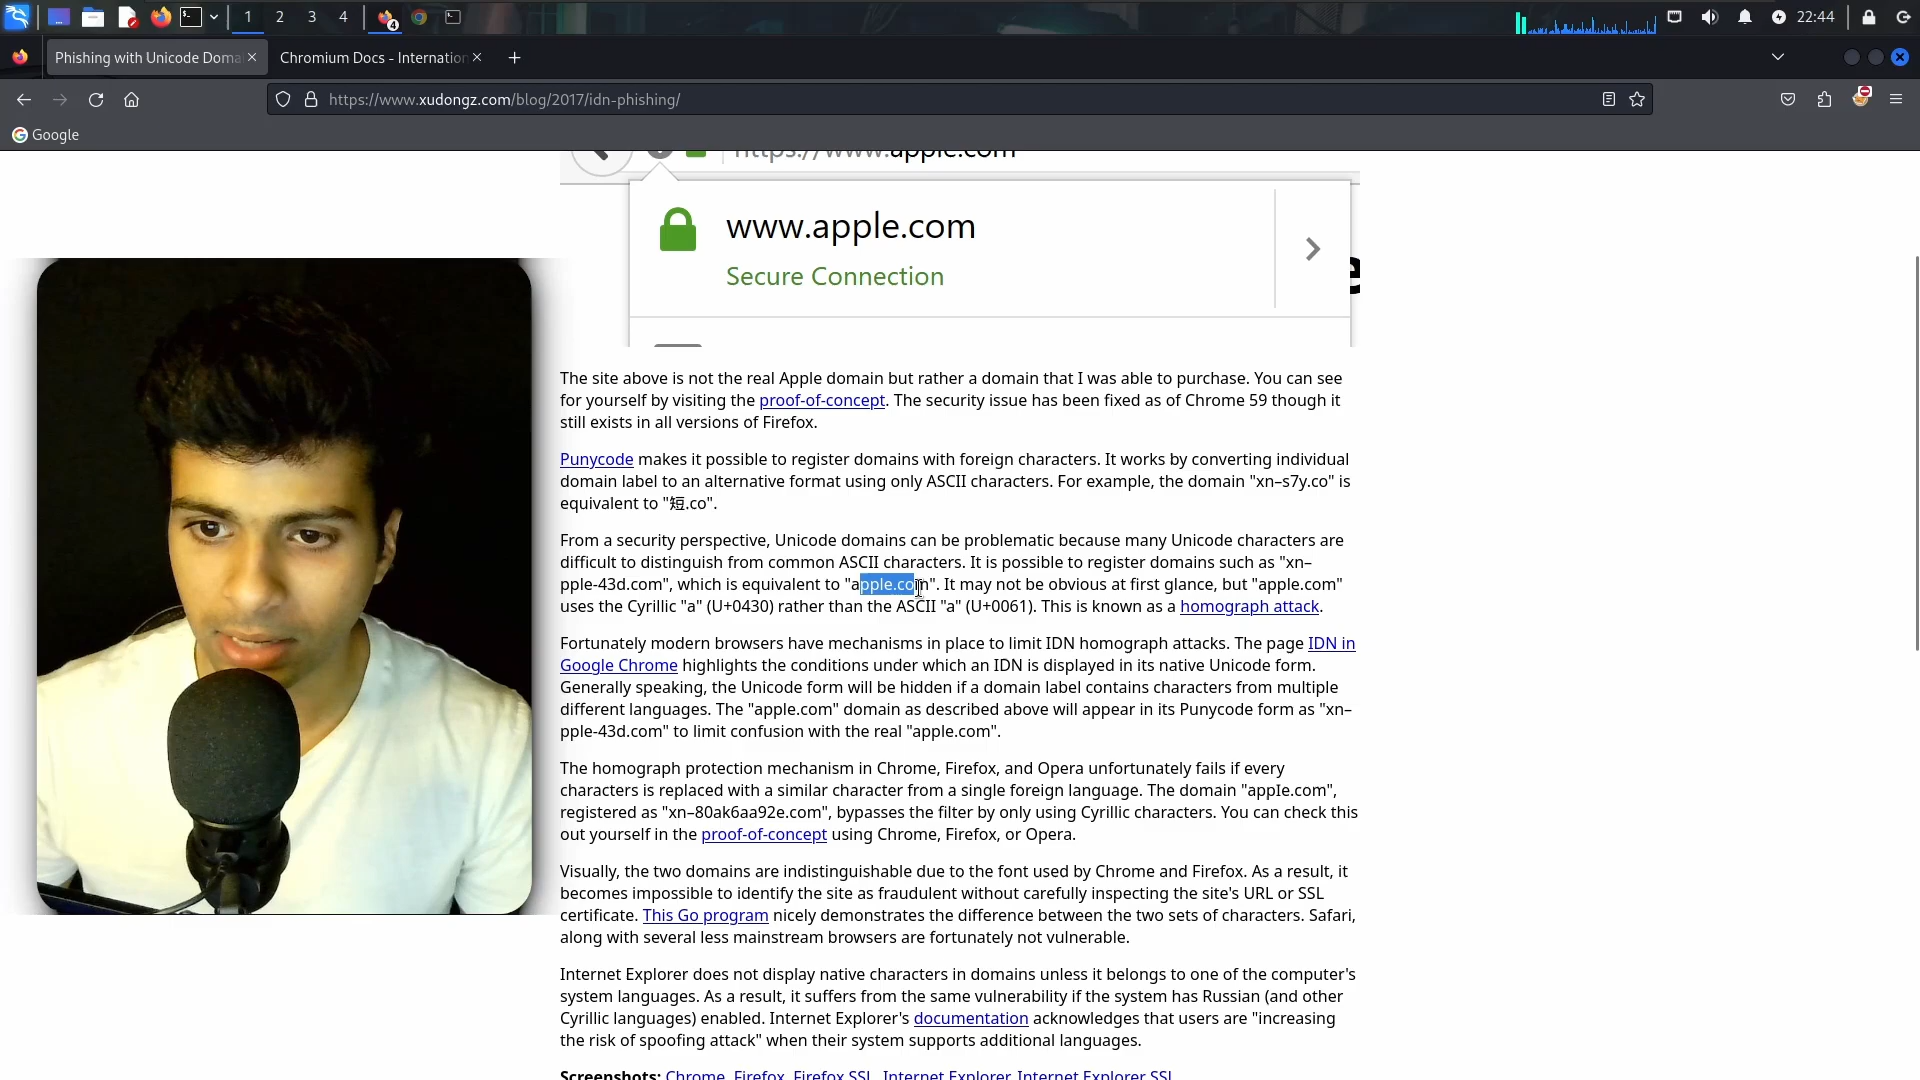 1 2 3 4
4
22:44
Phishing with Unicode Doma
Chromium Docs - Internation
https://www.xudongz.com/blog/2017/idn-phishing/
Google
https://www.apple.com
www.apple.com
Secure Connection
e
The site above is not the real Apple domain but rather a domain that I was able to purchase. You can see
for yourself by visiting the proof-of-concept. The security issue has been fixed as of Chrome 59 though it
still exists in all versions of Firefox.
Punycode makes it possible to register domains with foreign characters. It works by converting individual
domain label to an alternative format using only ASCII characters. For example, the domain "xn–s7y.co" is
equivalent to "短.co".
From a security perspective, Unicode domains can be problematic because many Unicode characters are
difficult to distinguish from common ASCII characters. It is possible to register domains such as "xn–
pple-43d.com", which is equivalent to "аpple.com". It may not be obvious at first glance, but "аpple.com"
uses the Cyrillic "а" (U+0430) rather than the ASCII "a" (U+0061). This is known as a homograph attack.
Fortunately modern browsers have mechanisms in place to limit IDN homograph attacks. The page IDN in
Google Chrome highlights the conditions under which an IDN is displayed in its native Unicode form.
Generally speaking, the Unicode form will be hidden if a domain label contains characters from multiple
different languages. The "аpple.com" domain as described above will appear in its Punycode form as "xn–
pple-43d.com" to limit confusion with the real "apple.com".
The homograph protection mechanism in Chrome, Firefox, and Opera unfortunately fails if every
characters is replaced with a similar character from a single foreign language. The domain "аррӏе.com",
registered as "xn–80ak6aa92e.com", bypasses the filter by only using Cyrillic characters. You can check this
out yourself in the proof-of-concept using Chrome, Firefox, or Opera.
Visually, the two domains are indistinguishable due to the font used by Chrome and Firefox. As a result, it
becomes impossible to identify the site as fraudulent without carefully inspecting the site's URL or SSL
certificate. This Go program nicely demonstrates the difference between the two sets of characters. Safari,
along with several less mainstream browsers are fortunately not vulnerable.
Internet Explorer does not display native characters in domains unless it belongs to one of the computer's
system languages. As a result, it suffers from the same vulnerability if the system has Russian (and other
Cyrillic languages) enabled. Internet Explorer's documentation acknowledges that users are "increasing
the risk of spoofing attack" when their system supports additional languages.
Screenshots: Chrome, Firefox, Firefox SSL, Internet Explorer, Internet Explorer SSL